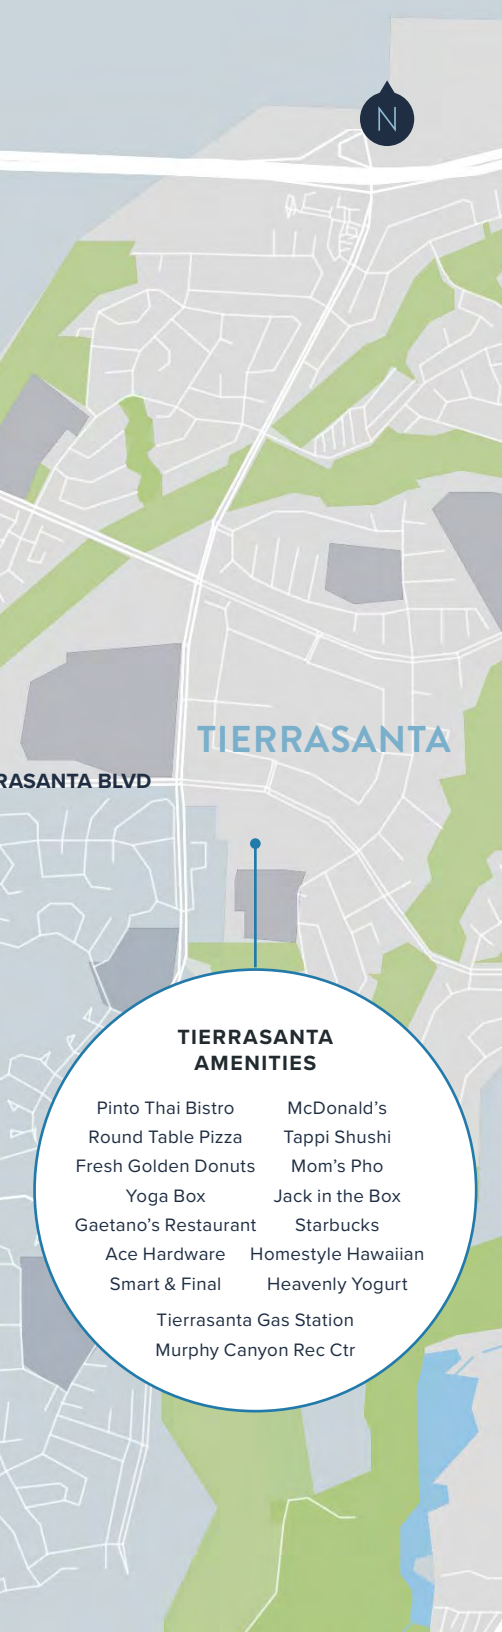 N
TIERRASANTA
RASANTA BLVD
TIERRASANTA
AMENITIES
Pinto Thai Bistro
Round Table Pizza
Fresh Golden Donuts
Yoga Box
Gaetano's Restaurant
Ace Hardware
Smart & Final
McDonald's
Tappi Shushi
Mom's Pho
Jack in the Box
Starbucks
Homestyle Hawaiian
Heavenly Yogurt
Tierrasanta Gas Station
Murphy Canyon Rec Ctr